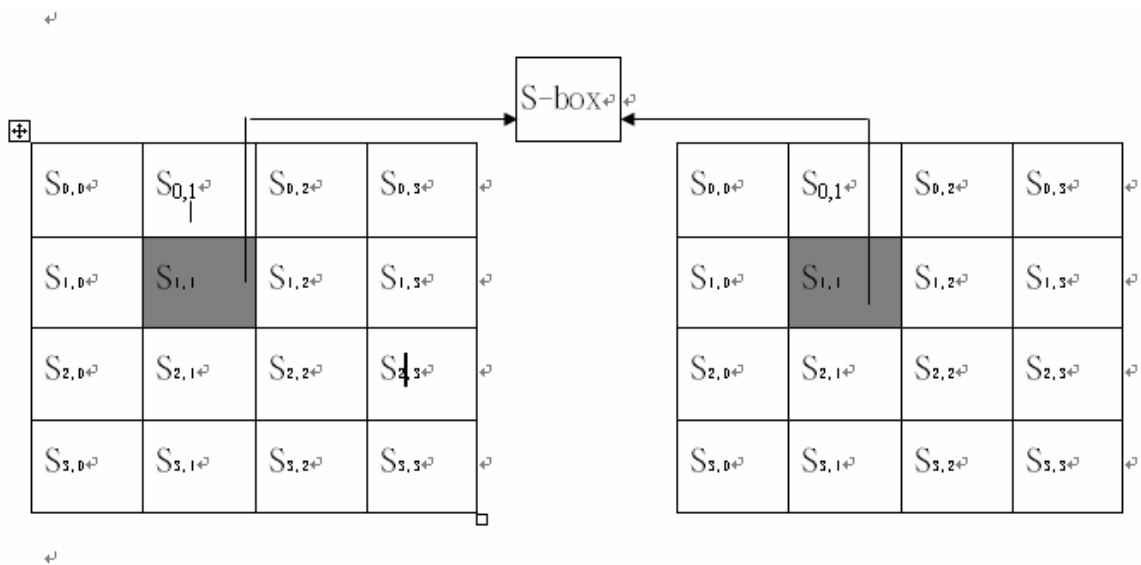 S-box
S0,0 S0,1 S0,2 S0,3 S0,0 S0,1 S0,2 S0,3
S1,0 S1,1 S1,2 S1,3 S1,0 S1,1 S1,2 S1,3
S2,0 S2,1 S2,2 S2,3 S2,0 S2,1 S2,2 S2,3
S3,0 S3,1 S3,2 S3,3 S3,0 S3,1 S3,2 S3,3